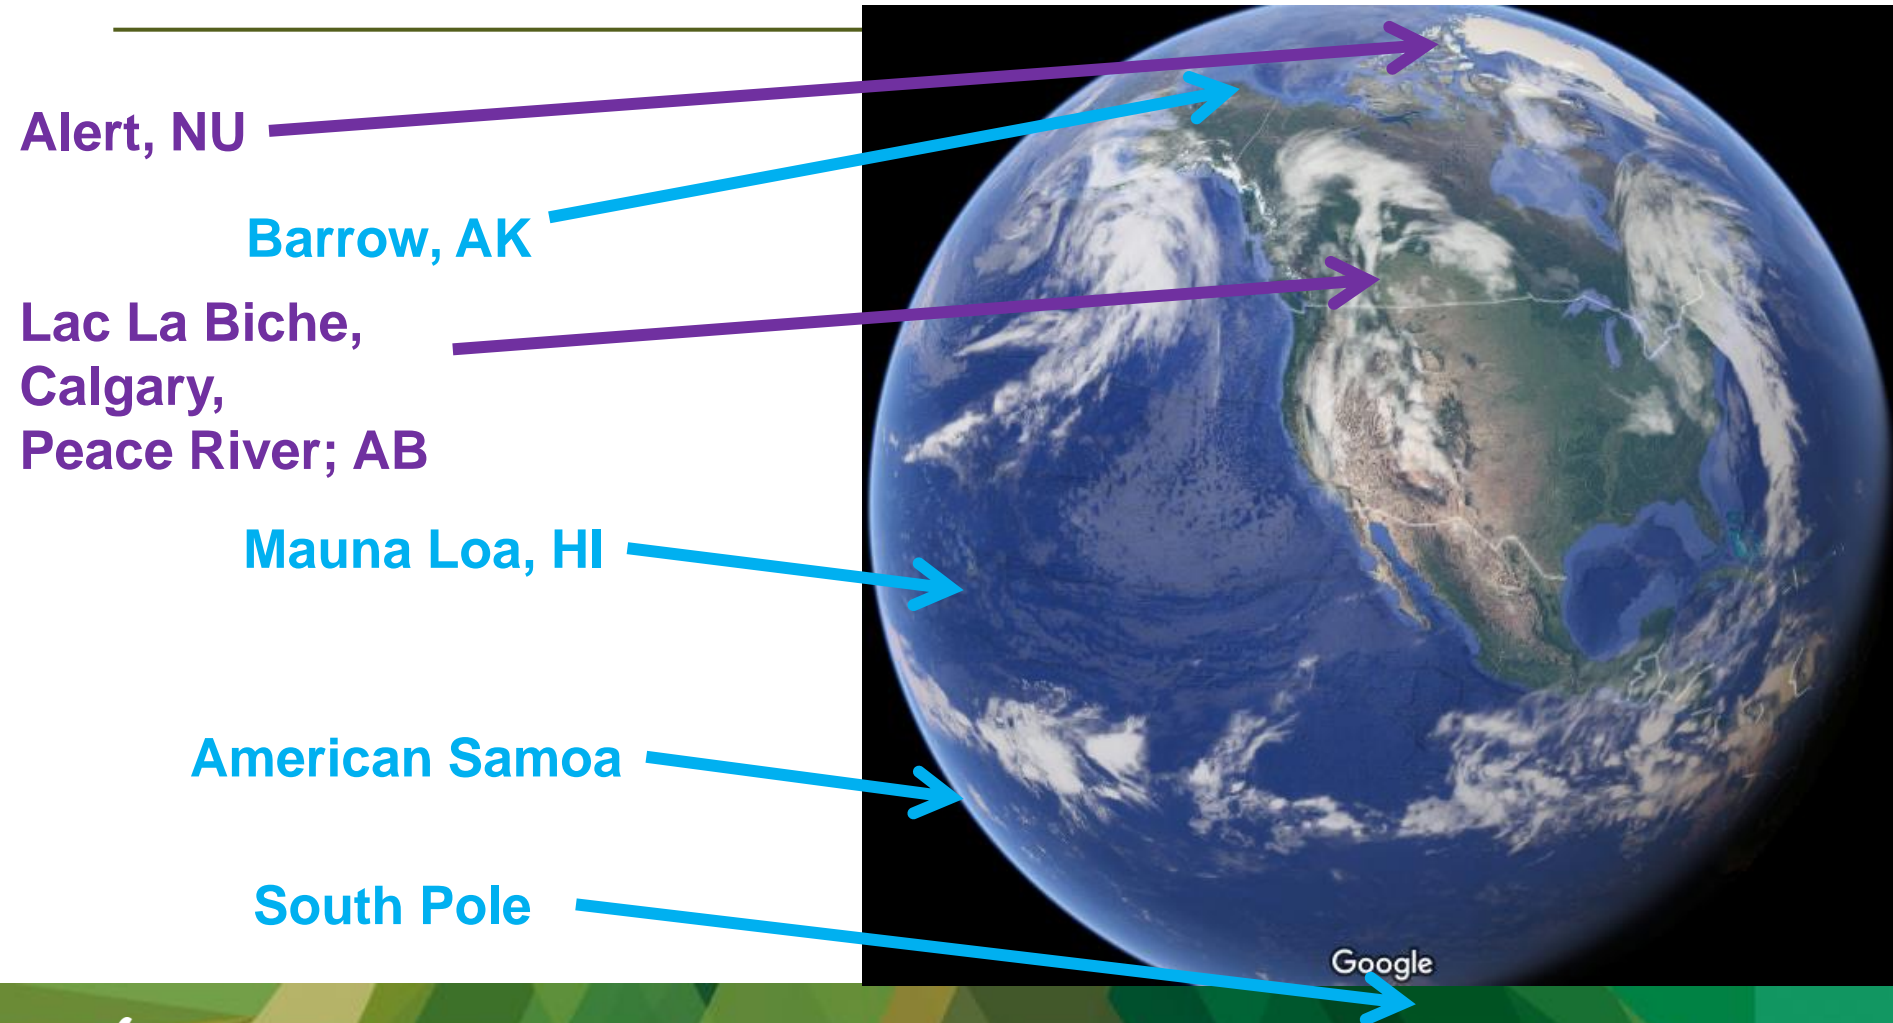 Alert, NU
Barrow, AK
Lac La Biche,
Calgary,
Peace River; AB
Mauna Loa, HI
American Samoa
South Pole
Google